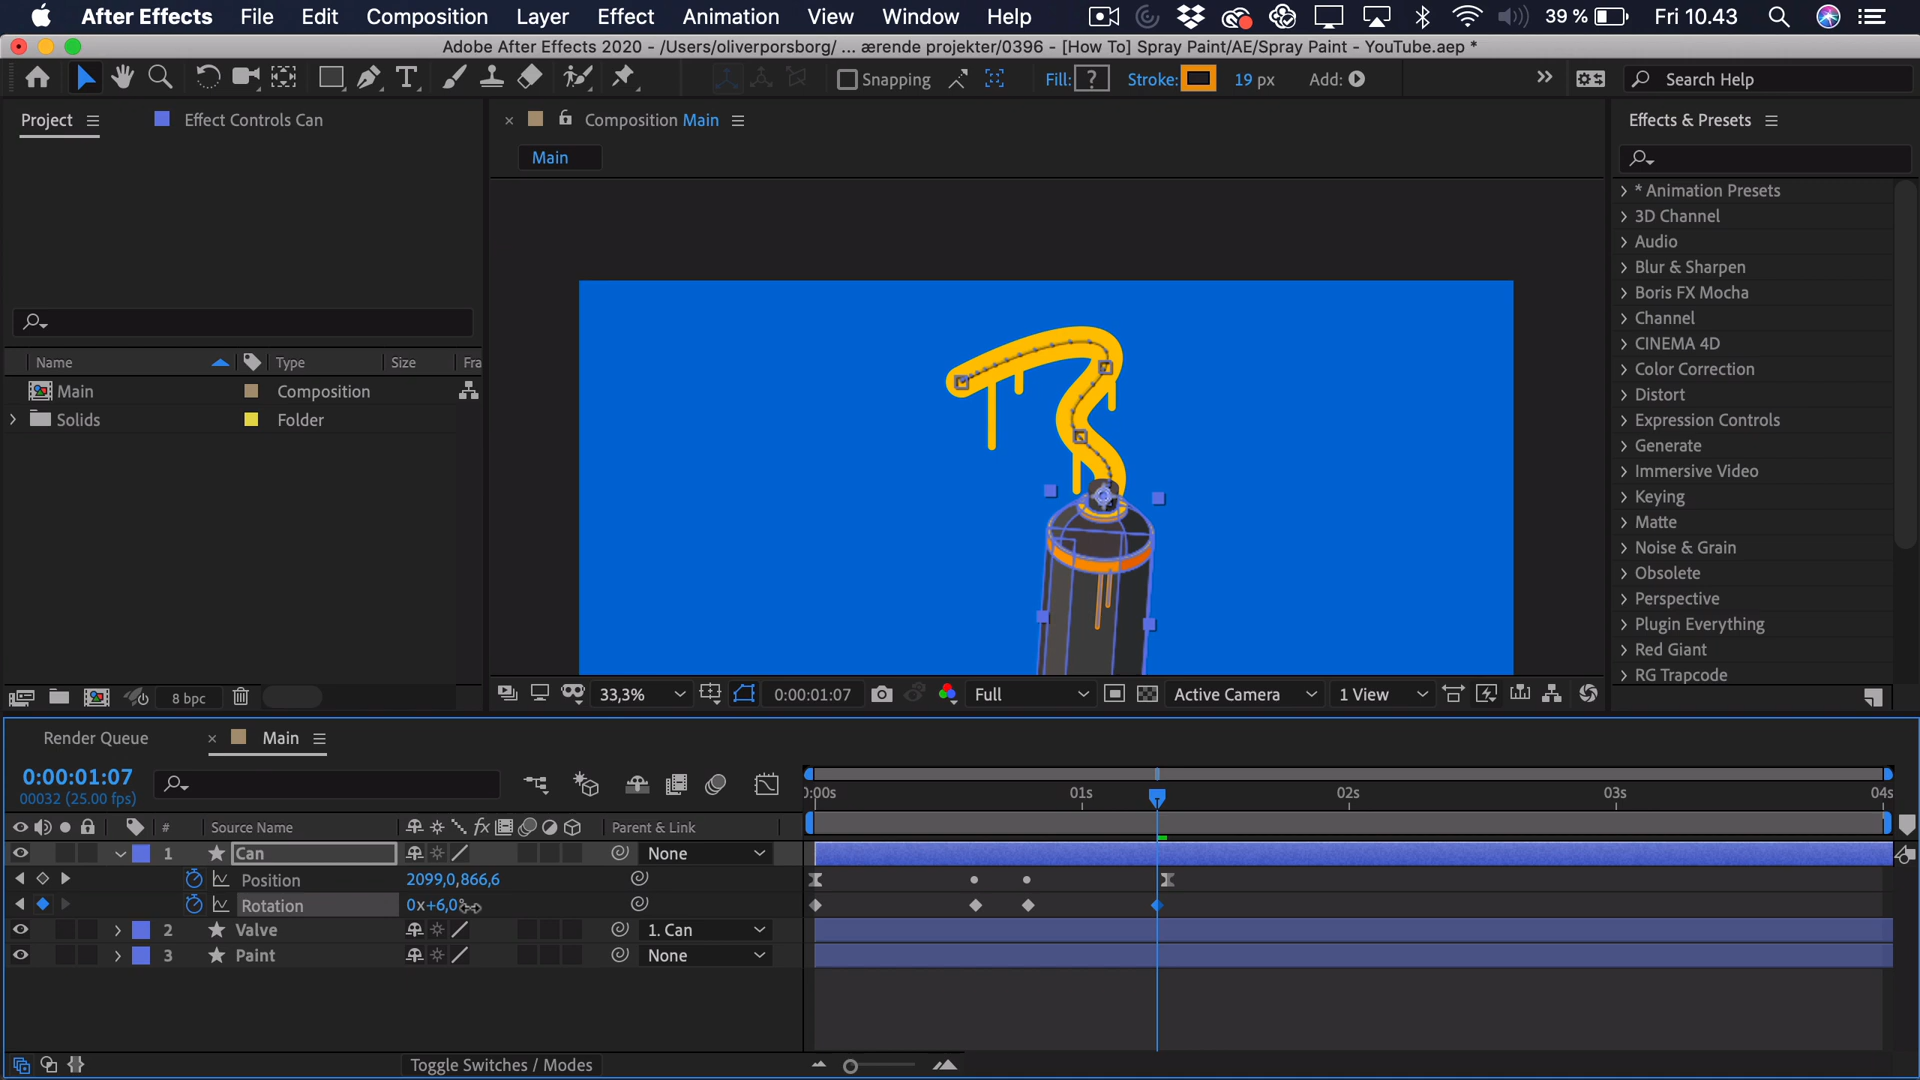 After Effects File Edit Composition Layer Effect Animation View Window Help 39 % Fri 10.43
Adobe After Effects 2020 - /Users/oliverporsborg/ ... ærende projekter/0396 - [How To] Spray Paint/AE/Spray Paint - YouTube.aep *
Snapping Fill: ? Stroke: 19 px Add: Search Help
Project Effect Controls Can
Composition Main
Main
Effects & Presets
* Animation Presets
3D Channel
Audio
Blur & Sharpen
Boris FX Mocha
Channel
CINEMA 4D
Color Correction
Distort
Expression Controls
Generate
Immersive Video
Keying
Matte
Noise & Grain
Obsolete
Perspective
Plugin Everything
Red Giant
RG Trapcode
Name Type Size Fra
Main Composition
Solids Folder
8 bpc
33,3% 0:00:01:07 Full Active Camera 1 View
Render Queue Main
0:00:01:07
00032 (25.00 fps)
):00s 01s 02s 03s 04s
# Source Name fx Parent & Link
1 Can None
Position 2099,0,866,6
Rotation 0x+6,0°
2 Valve 1. Can
3 Paint None
Toggle Switches / Modes